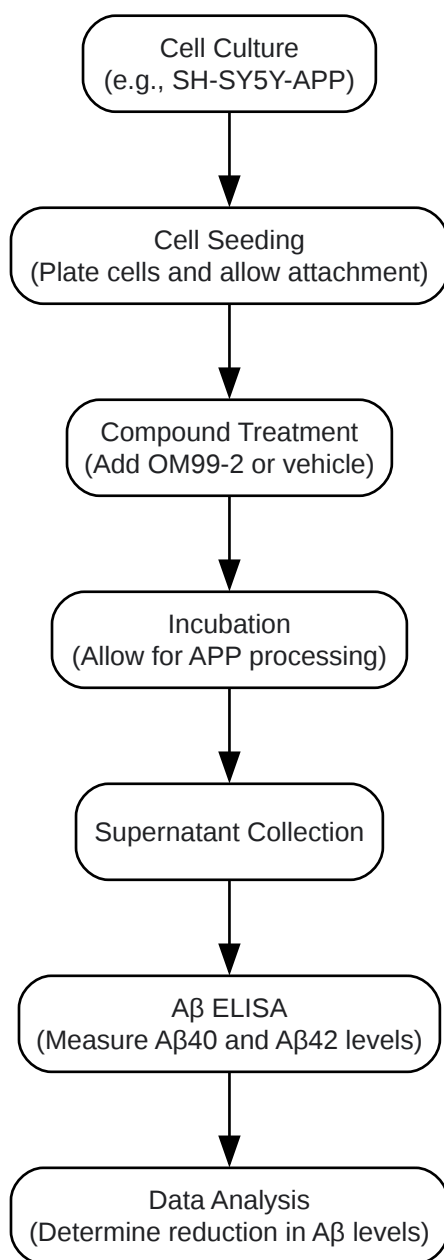 Cell Culture
(e.g., SH-SY5Y-APP)
Cell Seeding
(Plate cells and allow attachment)
Compound Treatment
(Add OM99-2 or vehicle)
Incubation
(Allow for APP processing)
Supernatant Collection
Aβ ELISA
(Measure Aβ40 and Aβ42 levels)
Data Analysis
(Determine reduction in Aβ levels)